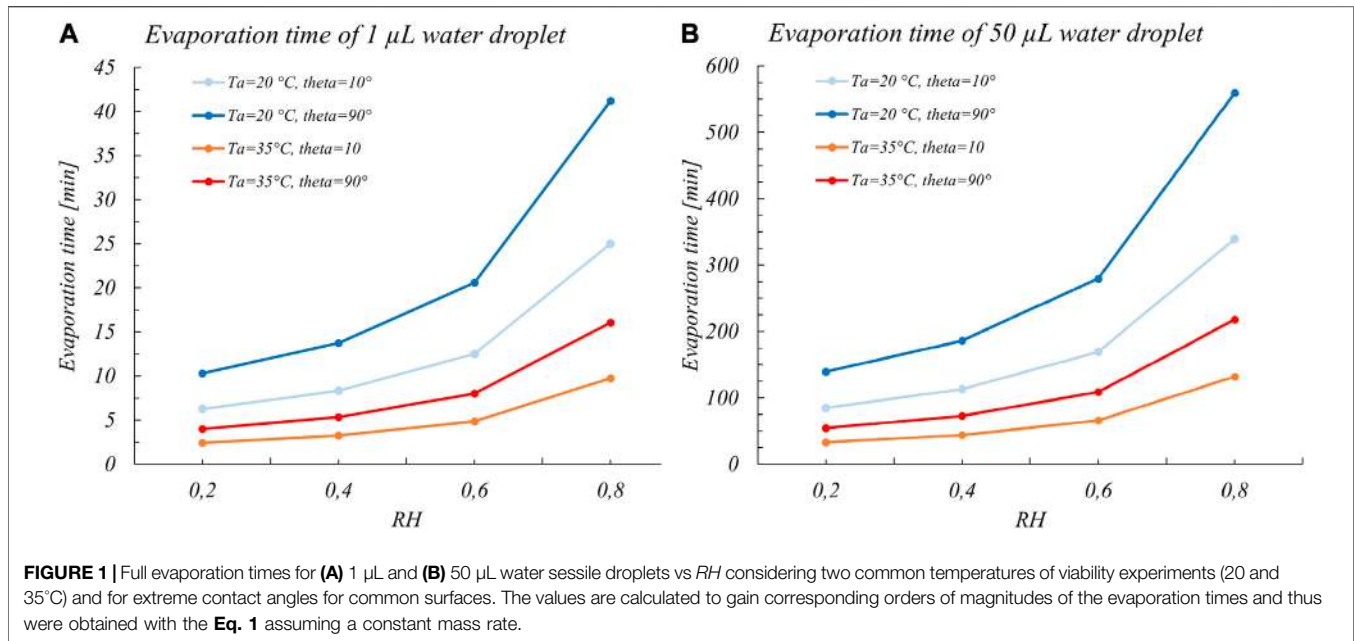 A
Evaporation time of 1 µL water droplet
Evaporation time [min]
45
40
35
30
25
20
15
10
5
0
Ta=20 °C, theta=10°
Ta=20 °C, theta=90°
Ta=35°C, theta=10
Ta=35°C, theta=90°
0,2 0,4 0,6 0,8
RH
B
Evaporation time of 50 µL water droplet
Evaporation time [min]
600
500
400
300
200
100
0
Ta=20 °C, theta=10°
Ta=20 °C, theta=90°
Ta=35°C, theta=10
Ta=35°C, theta=90°
0,2 0,4 0,6 0,8
RH
FIGURE 1 | Full evaporation times for (A) 1 µL and (B) 50 µL water sessile droplets vs RH considering two common temperatures of viability experiments (20 and
35°C) and for extreme contact angles for common surfaces. The values are calculated to gain corresponding orders of magnitudes of the evaporation times and thus
were obtained with the Eq. 1 assuming a constant mass rate.